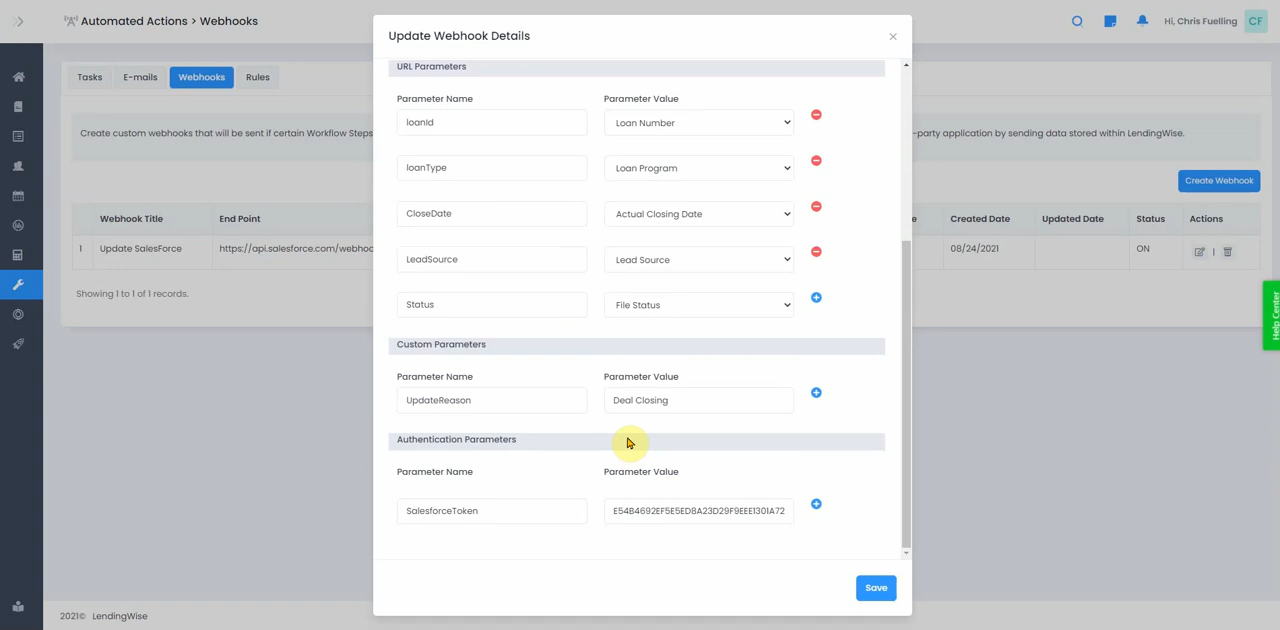 Automated Actions > Webhooks
Hi, Chris Fuelling CF
Update Webhook Details
Tasks E-mails Webhooks Rules
Create custom webhooks that will be sent if certain Workflow Steps
-party application by sending data stored within LendingWise.
Create Webhook
Webhook Title End Point
e Created Date Updated Date Status Actions
1 Update SalesForce https://api.salesforce.com/webhoo
08/24/2021 ON |
Showing 1 to 1 of 1 records.
URL Parameters
Parameter Name Parameter Value
loanId Loan Number
loanType Loan Program
CloseDate Actual Closing Date
LeadSource Lead Source
Status File Status
Custom Parameters
Parameter Name Parameter Value
UpdateReason Deal Closing
Authentication Parameters
Parameter Name Parameter Value
SalesforceToken E54B4692EF5E5ED8A23D29F9EEE1301A72
Save
Help Center
2021© LendingWise